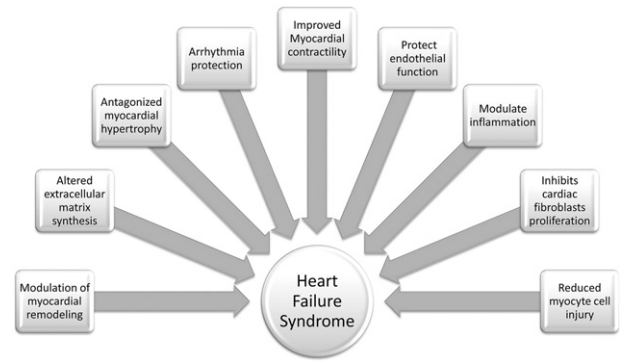 Improved
Myocardial
contractility
Arrhythmia
protection
Protect
endothelial
function
Antagonized
myocardial
hypertrophy
Modulate
inflammation
Altered
extracellular
matrix
synthesis
Inhibits
cardiac
fibroblasts
proliferation
Modulation of
myocardial
remodeling
Heart
Failure
Syndrome
Reduced
myocyte cell
injury